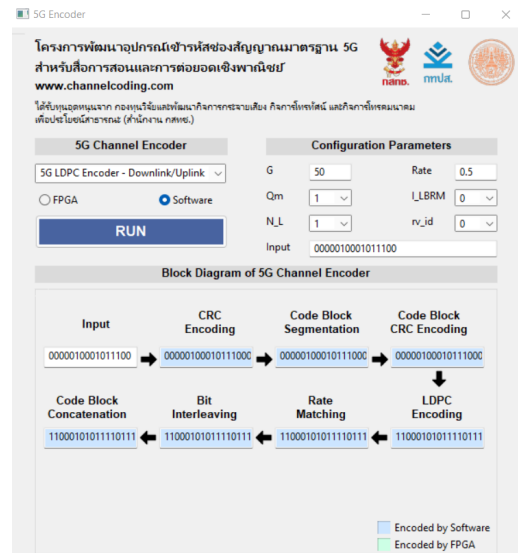 5G Encoder
โครงการพัฒนาอุปกรณ์เข้ารหัสช่องสัญญาณมาตรฐาน 5G
สำหรับสื่อการสอนและการต่อยอดเชิงพาณิชย์
www.channelcoding.com
กสทช.
กทปส.
ได้รับทุนอุดหนุนจาก กองทุนวิจัยและพัฒนากิจการกระจายเสียง กิจการโทรทัศน์ และกิจการโทรคมนาคม
เพื่อประโยชน์สาธารณะ (สำนักงาน กสทช.)
5G Channel Encoder
5G LDPC Encoder - Downlink/Uplink
FPGA Software
RUN
Configuration Parameters
G 50 Rate 0.5
Qm 1 I_LBRM 0
N_L 1 rv_id 0
Input 0000010001011100
Block Diagram of 5G Channel Encoder
Input
0000010001011100
CRC
Encoding
00000100010111000
Code Block
Segmentation
00000100010111000
Code Block
CRC Encoding
00000100010111000
LDPC
Encoding
11000101011110111
Rate
Matching
11000101011110111
Bit
Interleaving
11000101011110111
Code Block
Concatenation
11000101011110111
Encoded by Software
Encoded by FPGA